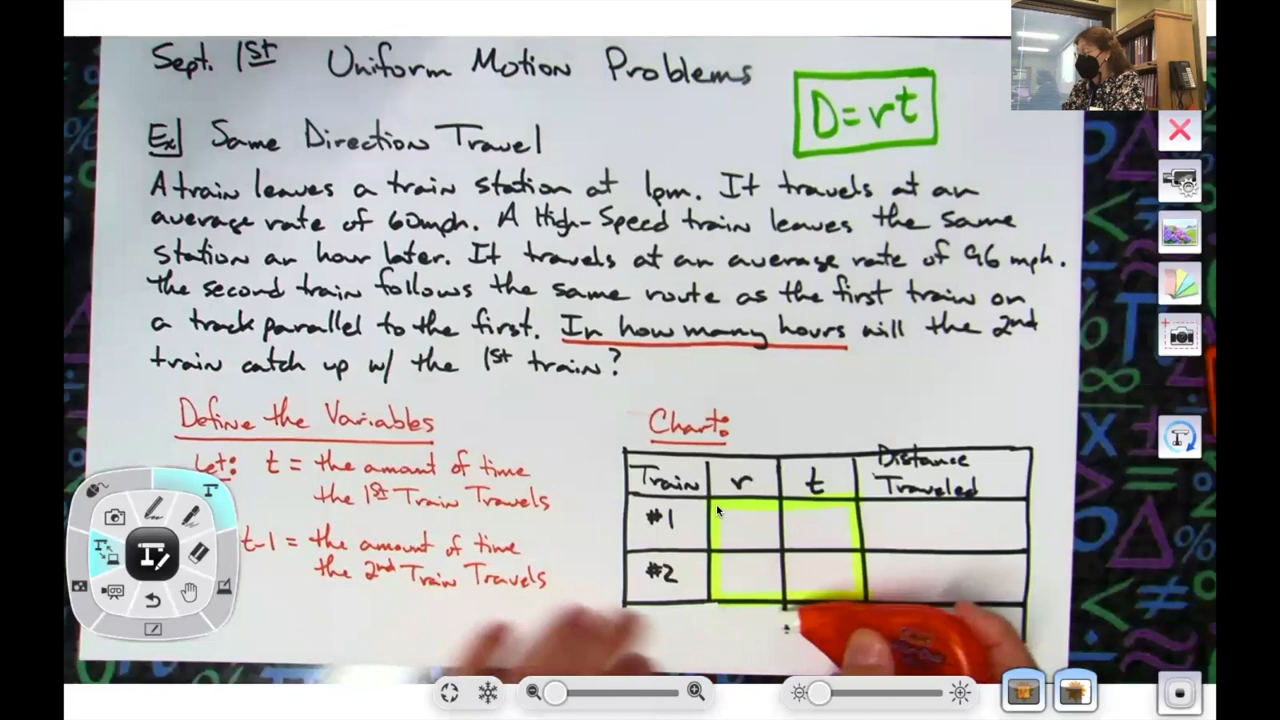 Sept. 1st Uniform Motion Problems
D=rt
Ex Same Direction Travel
A train leaves a train station at 1pm. It travels at an
average rate of 60mph. A High-Speed train leaves the same
station an hour later. It travels at an average rate of 96 mph.
The second train follows the same route as the first train on
a track parallel to the first. In how many hours will the 2nd
train catch up w/ the 1st train?
Define the Variables
Let: t = the amount of time
the 1st Train Travels
t-1 = the amount of time
the 2nd Train Travels
Chart:
Train r t Distance Traveled
#1
#2